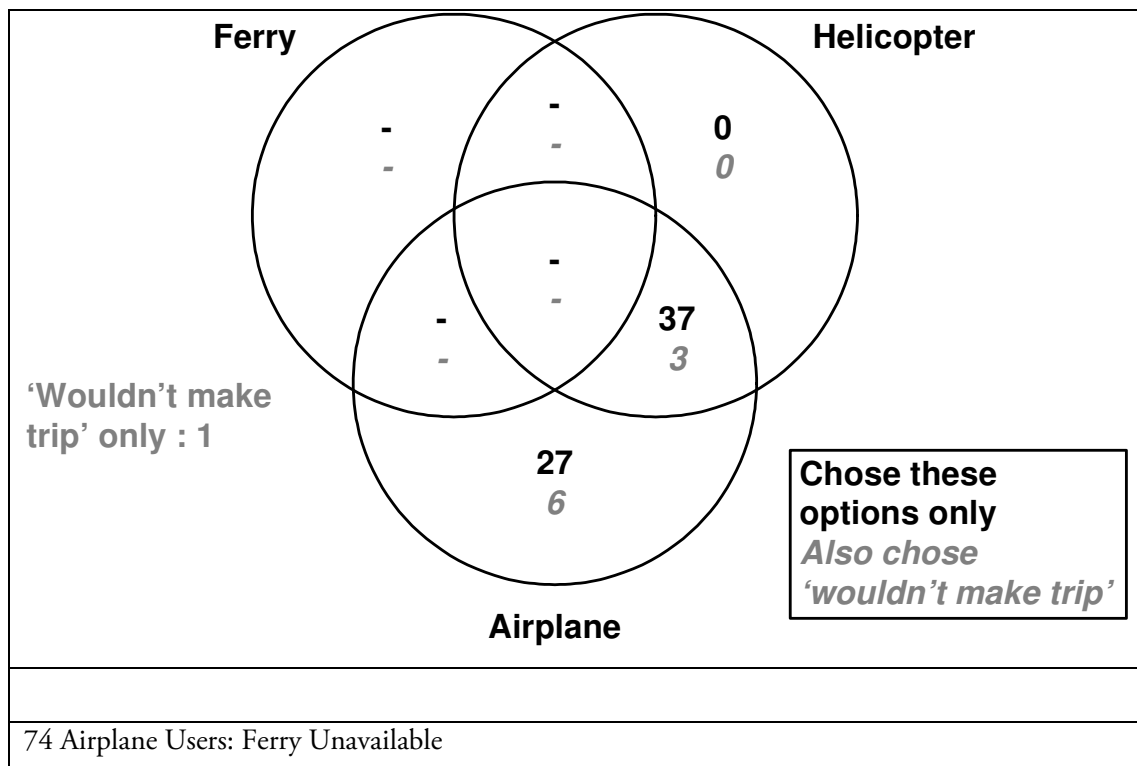 Ferry
Helicopter
-
-
-
-
0
0
-
-
-
-
37
3
‘Wouldn’t make
trip’ only : 1
27
6
Chose these
options only
Also chose
‘wouldn’t make trip’
Airplane
74 Airplane Users: Ferry Unavailable